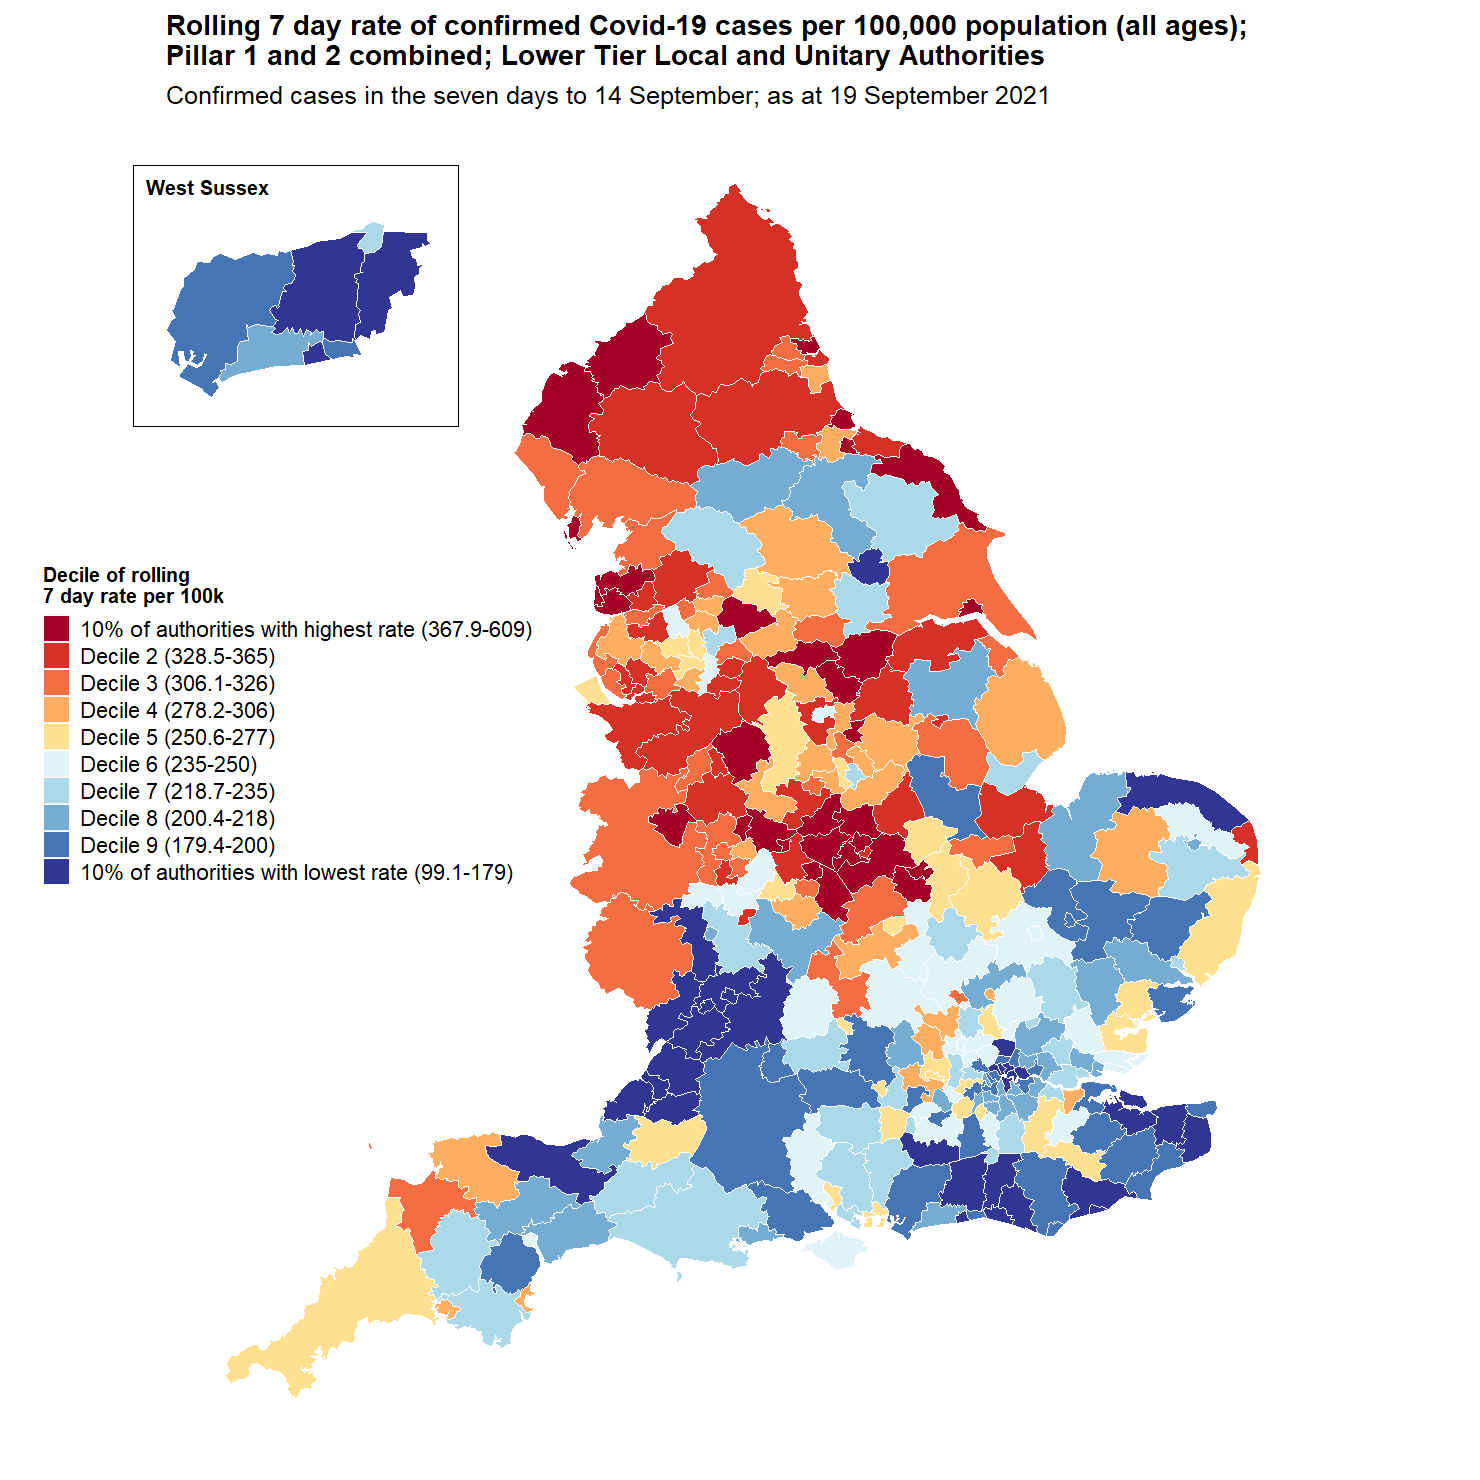 Rolling 7 day rate of confirmed Covid-19 cases per 100,000 population (all ages);
Pillar 1 and 2 combined; Lower Tier Local and Unitary Authorities
Confirmed cases in the seven days to 14 September; as at 19 September 2021
West Sussex
Decile of rolling
7 day rate per 100k
10% of authorities with highest rate (367.9-609)
Decile 2 (328.5-365)
Decile 3 (306.1-326)
Decile 4 (278.2-306)
Decile 5 (250.6-277)
Decile 6 (235-250)
Decile 7 (218.7-235)
Decile 8 (200.4-218)
Decile 9 (179.4-200)
10% of authorities with lowest rate (99.1-179)